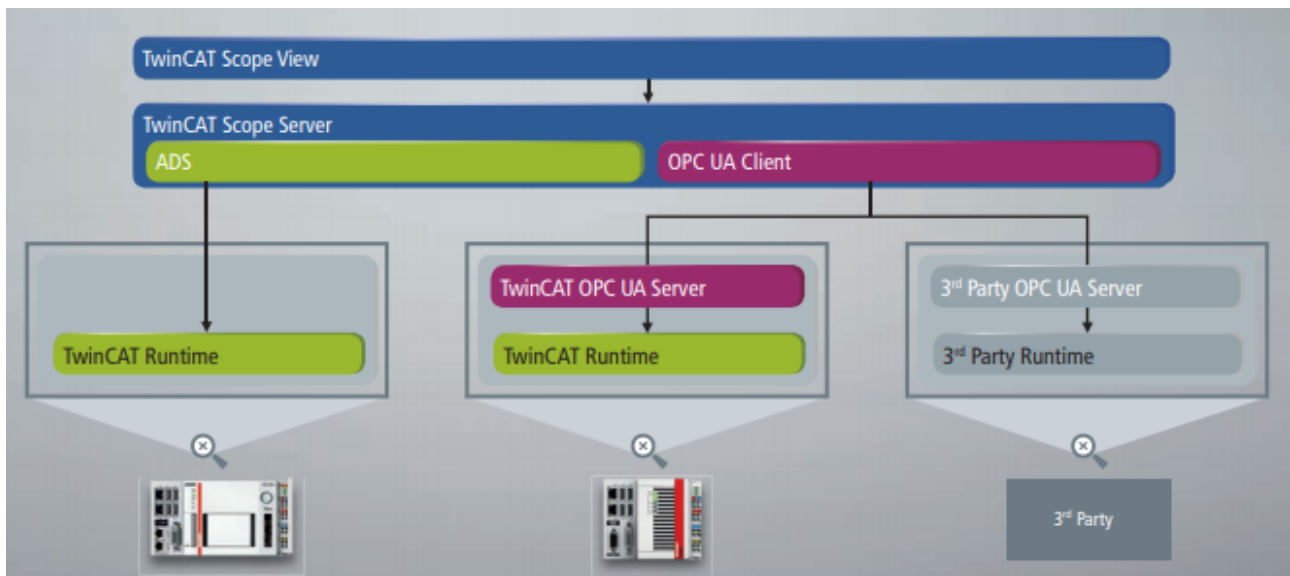 TwinCAT Scope View
TwinCAT Scope Server
ADS
OPC UA Client
TwinCAT OPC UA Server
3rd Party OPC UA Server
TwinCAT Runtime
TwinCAT Runtime
3rd Party Runtime
3rd Party